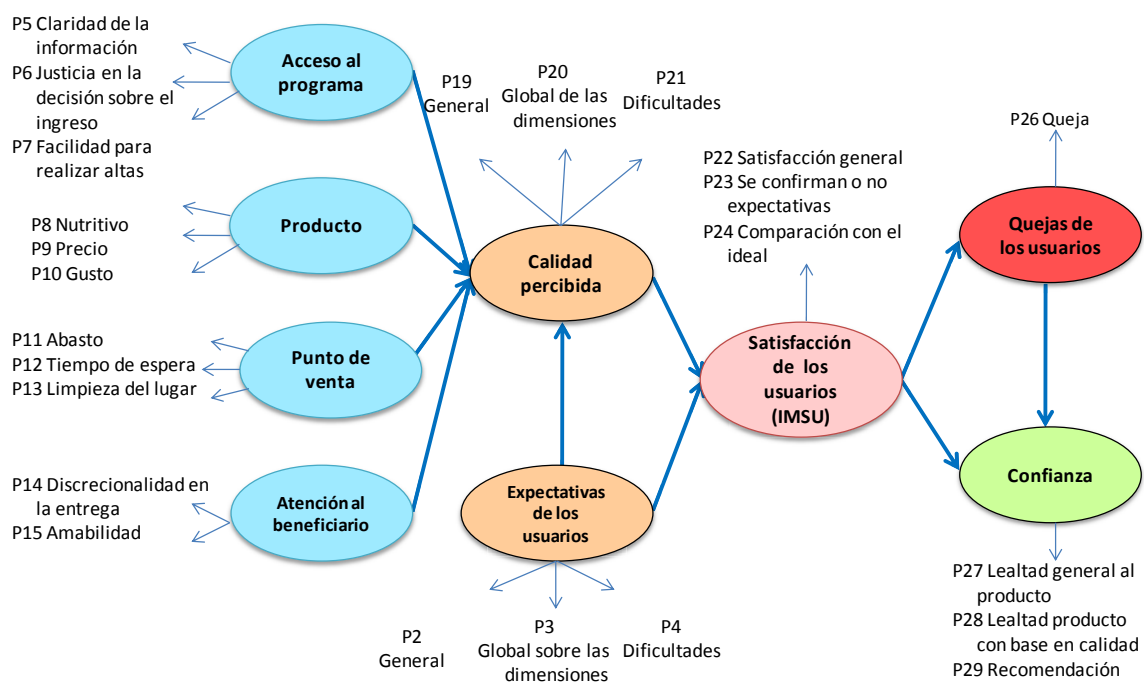 P5 Claridad de la
información
P6 Justicia en la
decisión sobre el
ingreso
P7 Facilidad para
realizar altas
Acceso al
programa
P8 Nutritivo
P9 Precio
P10 Gusto
Producto
P11 Abasto
P12 Tiempo de espera
P13 Limpieza del lugar
Punto de
venta
P14 Discrecionalidad en
la entrega
P15 Amabilidad
Atención al
beneficiario
P19
General
P20
Global de las
dimensiones
P21
Dificultades
Calidad
percibida
Expectativas
de los
usuarios
P2
General
P3
Global sobre las
dimensiones
P4
Dificultades
P22 Satisfacción general
P23 Se confirman o no
expectativas
P24 Comparación con el
ideal
Satisfacción
de los
usuarios
(IMSU)
P26 Queja
Quejas de
los usuarios
Confianza
P27 Lealtad general al
producto
P28 Lealtad producto
con base en calidad
P29 Recomendación